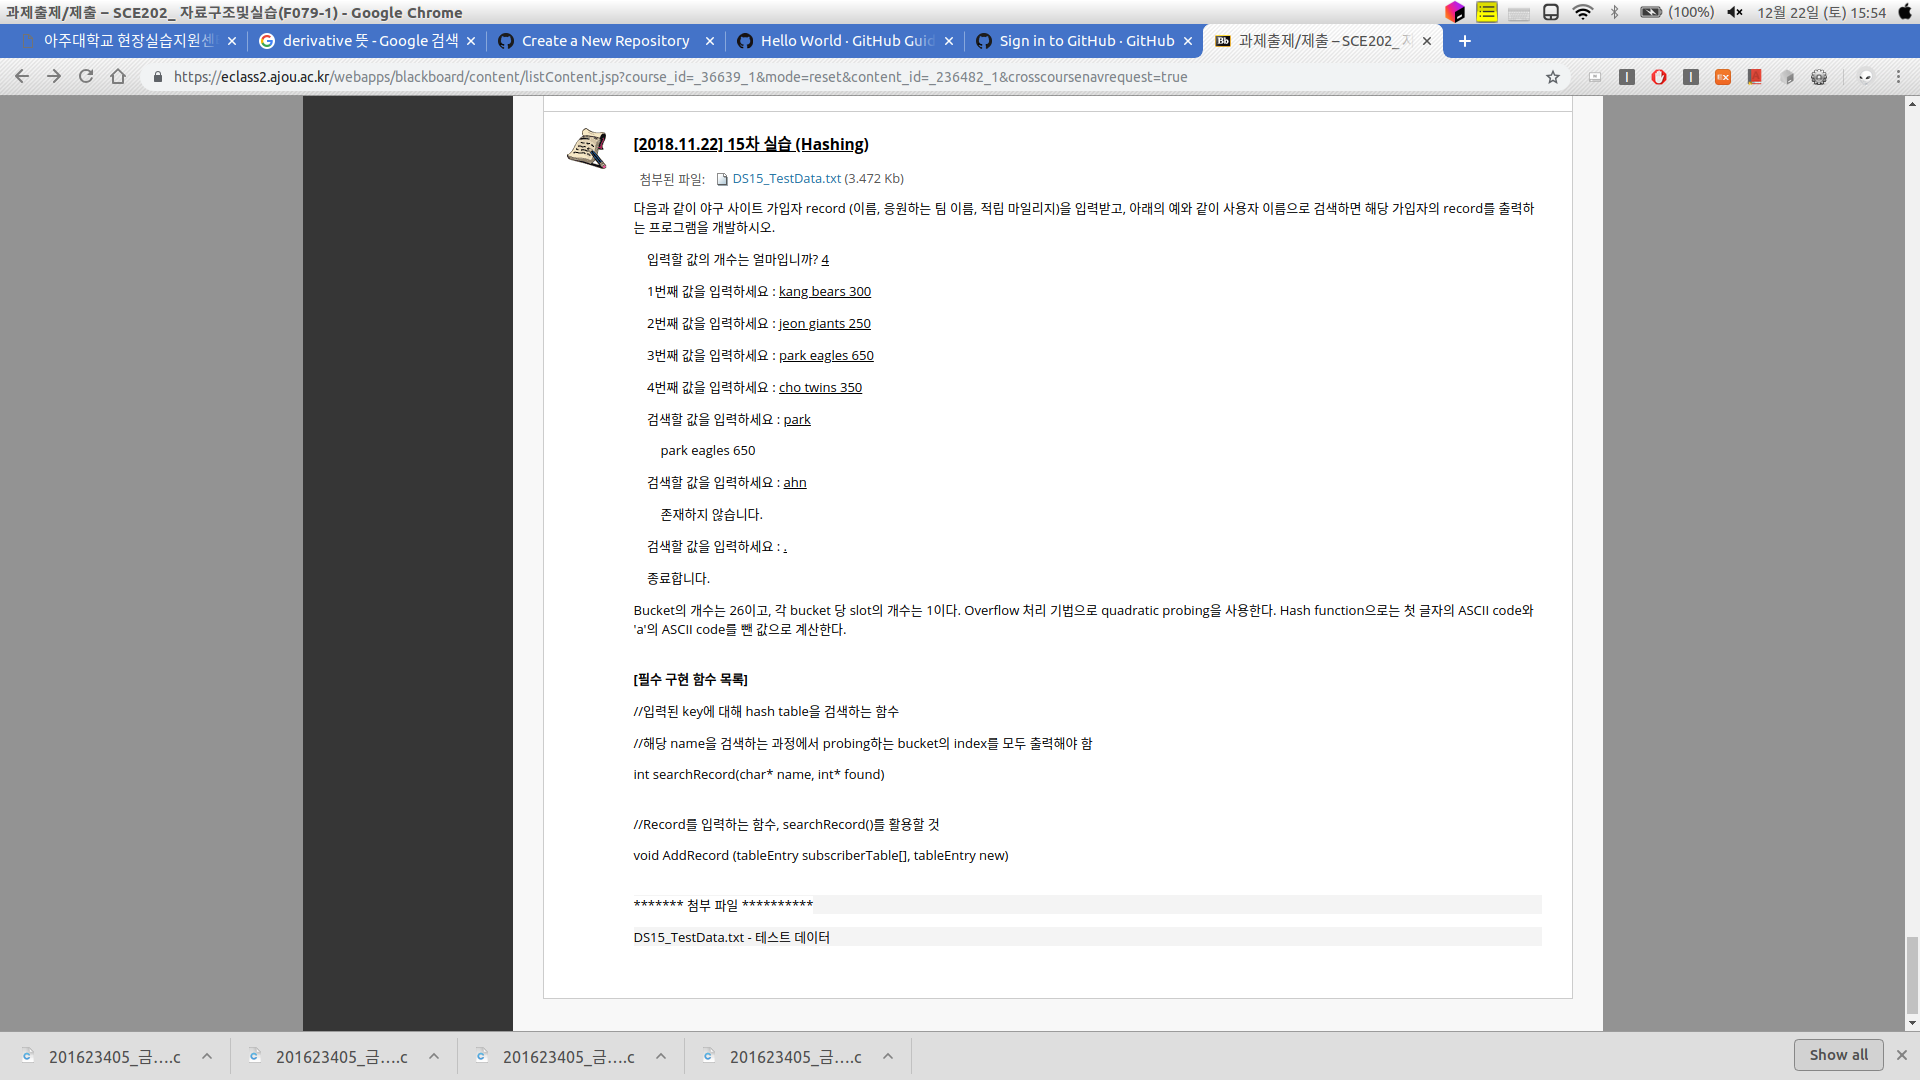 과제출제/제출 – SCE202_ 자료구조및실습(F079-1) - Google Chrome
(100%) 12월 22일 (토) 15:54
아주대학교 현장실습지원센
derivative 뜻 - Google 검색
Create a New Repository
Hello World · GitHub Guid
Sign in to GitHub · GitHub
과제출제/제출 – SCE202_
https://eclass2.ajou.ac.kr/webapps/blackboard/content/listContent.jsp?course_id=_36639_1&mode=reset&content_id=_236482_1&crosscoursenavrequest=true
[2018.11.22] 15차 실습 (Hashing)
첨부된 파일: DS15_TestData.txt (3.472 Kb)
다음과 같이 야구 사이트 가입자 record (이름, 응원하는 팀 이름, 적립 마일리지)을 입력받고, 아래의 예와 같이 사용자 이름으로 검색하면 해당 가입자의 record를 출력하
는 프로그램을 개발하시오.
입력할 값의 개수는 얼마입니까? 4
1번째 값을 입력하세요 : kang bears 300
2번째 값을 입력하세요 : jeon giants 250
3번째 값을 입력하세요 : park eagles 650
4번째 값을 입력하세요 : cho twins 350
검색할 값을 입력하세요 : park
park eagles 650
검색할 값을 입력하세요 : ahn
존재하지 않습니다.
검색할 값을 입력하세요 : .
종료합니다.
Bucket의 개수는 26이고, 각 bucket 당 slot의 개수는 1이다. Overflow 처리 기법으로 quadratic probing을 사용한다. Hash function으로는 첫 글자의 ASCII code와
'a'의 ASCII code를 뺀 값으로 계산한다.
[필수 구현 함수 목록]
//입력된 key에 대해 hash table을 검색하는 함수
//해당 name을 검색하는 과정에서 probing하는 bucket의 index를 모두 출력해야 함
int searchRecord(char* name, int* found)
//Record를 입력하는 함수, searchRecord()를 활용할 것
void AddRecord (tableEntry subscriberTable[], tableEntry new)
******* 첨부 파일 **********
DS15_TestData.txt - 테스트 데이터
201623405_금....c
201623405_금....c
201623405_금....c
201623405_금....c
Show all